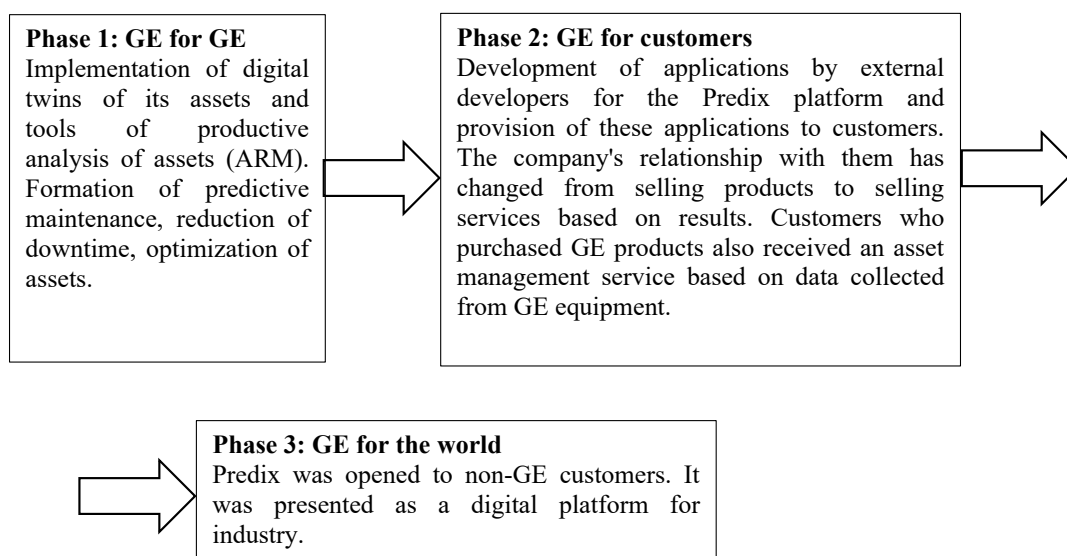 Phase 1: GE for GE
Implementation of digital
twins of its assets and
tools of productive
analysis of assets (ARM).
Formation of predictive
maintenance, reduction of
downtime, optimization of
assets.
Phase 2: GE for customers
Development of applications by external
developers for the Predix platform and
provision of these applications to customers.
The company's relationship with them has
changed from selling products to selling
services based on results. Customers who
purchased GE products also received an asset
management service based on data collected
from GE equipment.
Phase 3: GE for the world
Predix was opened to non-GE customers. It
was presented as a digital platform for
industry.